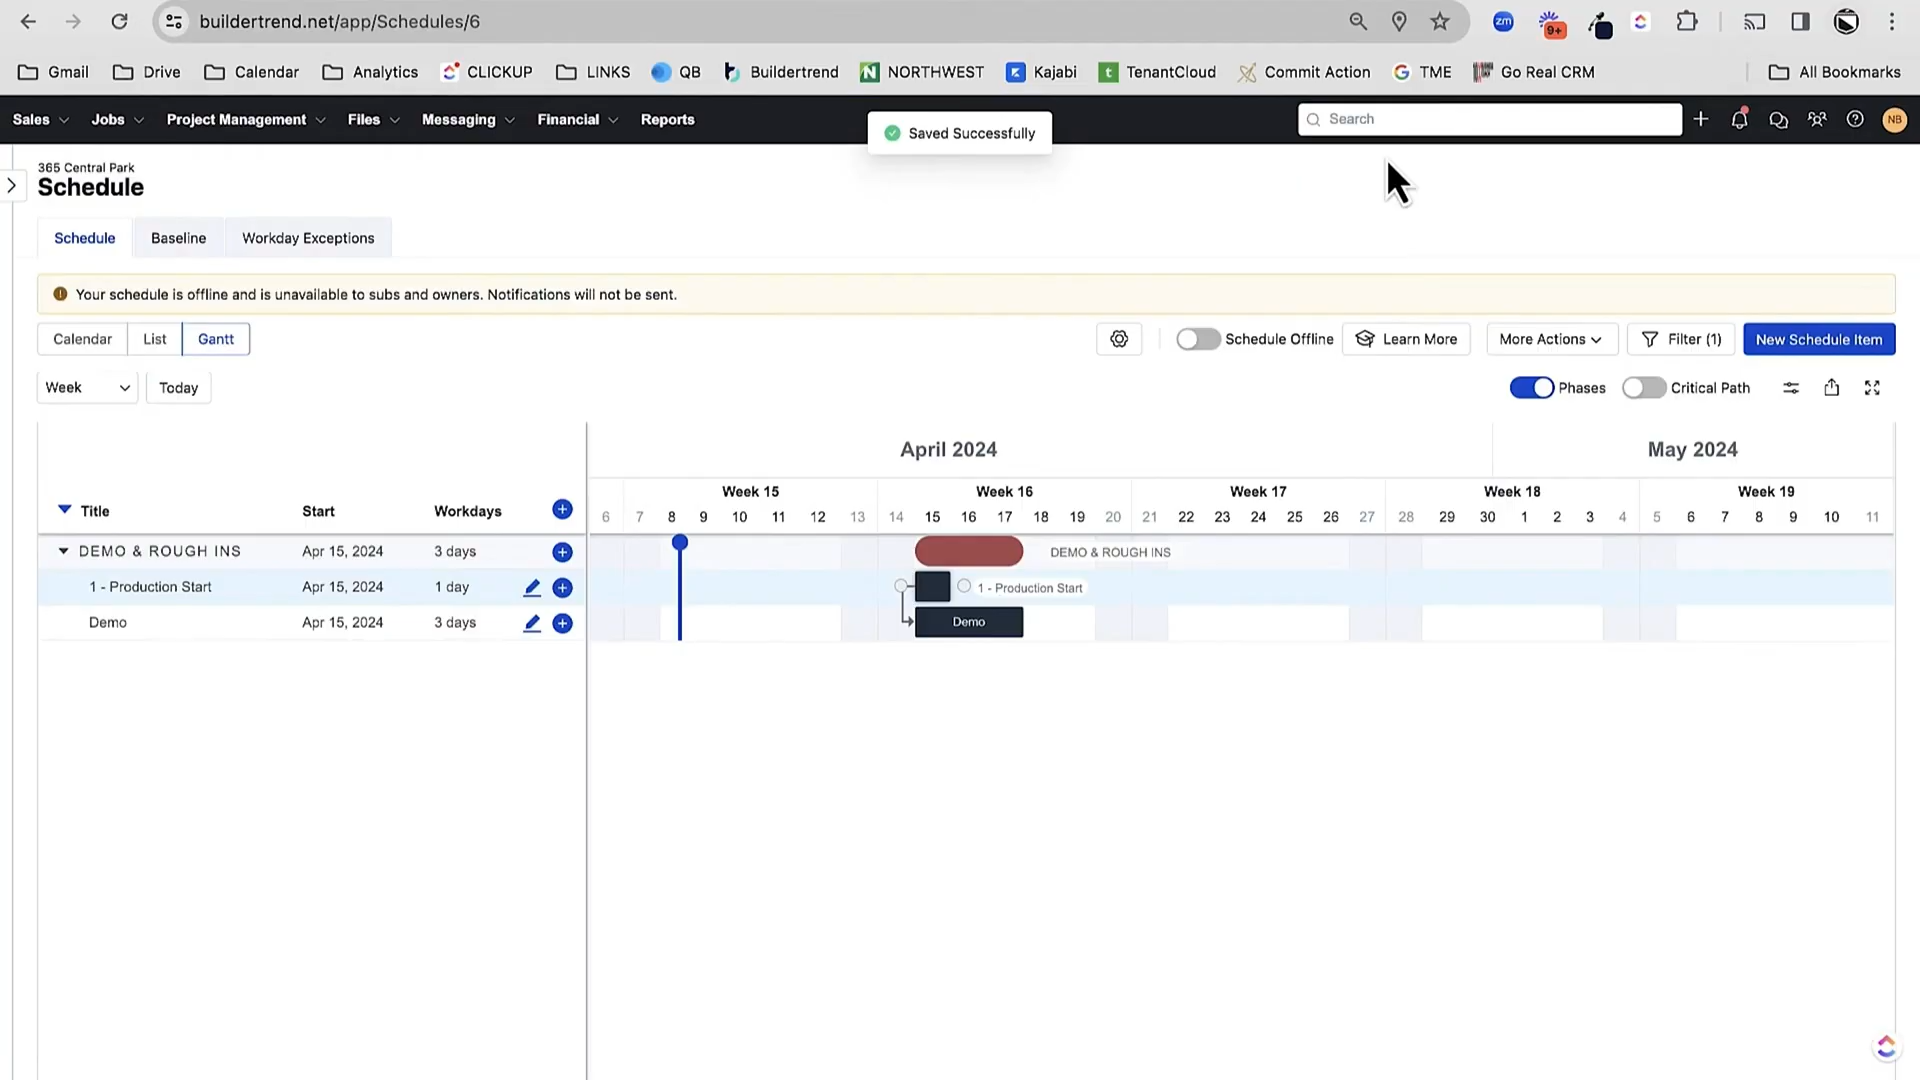 buildertrend.net/app/Schedules/6
zm
9+
Gmail Drive Calendar Analytics CLICKUP LINKS QB Buildertrend NORTHWEST Kajabi TenantCloud Commit Action TME Go Real CRM All Bookmarks
Sales Jobs Project Management Files Messaging Financial Reports
Saved Successfully
Search
NB
365 Central Park
Schedule
Schedule Baseline Workday Exceptions
Your schedule is offline and is unavailable to subs and owners. Notifications will not be sent.
Calendar List Gantt
Schedule Offline Learn More More Actions Filter (1) New Schedule Item
Week Today
Phases Critical Path
April 2024 May 2024
Week 15 Week 16 Week 17 Week 18 Week 19
Title Start Workdays
6 7 8 9 10 11 12 13 14 15 16 17 18 19 20 21 22 23 24 25 26 27 28 29 30 1 2 3 4 5 6 7 8 9 10 11
DEMO & ROUGH INS Apr 15, 2024 3 days DEMO & ROUGH INS
1 - Production Start Apr 15, 2024 1 day 1 - Production Start
Demo Apr 15, 2024 3 days Demo